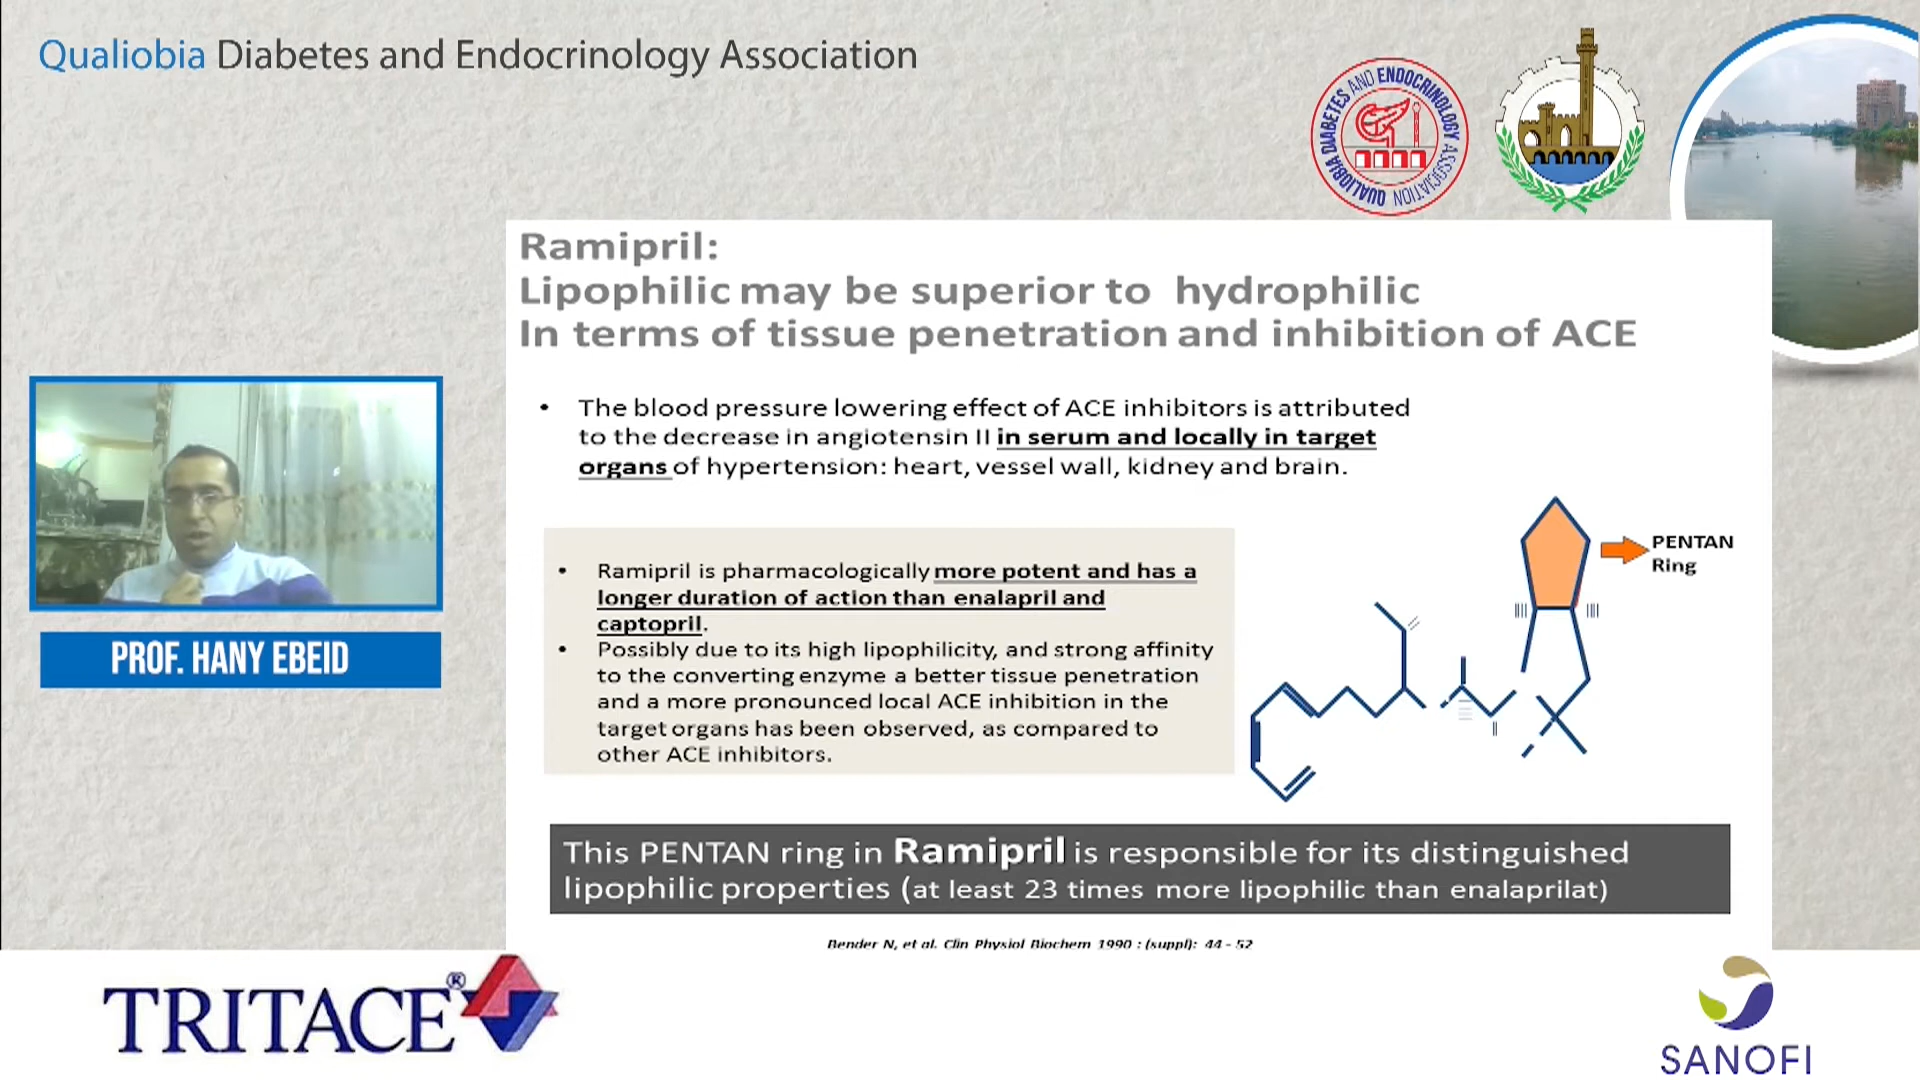 Qualiobia Diabetes and Endocrinology Association
QUALIOBIA DIABETES AND ENDOCRINOLOGY ASSOCIATION
Ramipril:
Lipophilic may be superior to hydrophilic
In terms of tissue penetration and inhibition of ACE
• The blood pressure lowering effect of ACE inhibitors is attributed
to the decrease in angiotensin II in serum and locally in target
organs of hypertension: heart, vessel wall, kidney and brain.
PENTAN
Ring
• Ramipril is pharmacologically more potent and has a
longer duration of action than enalapril and
captopril.
• Possibly due to its high lipophilicity, and strong affinity
to the converting enzyme a better tissue penetration
and a more pronounced local ACE inhibition in the
target organs has been observed, as compared to
other ACE inhibitors.
PROF. HANY EBEID
This PENTAN ring in Ramipril is responsible for its distinguished
lipophilic properties (at least 23 times more lipophilic than enalaprilat)
Bender N, et al. Clin Physiol Biochem 1990 : (suppl): 44 - 52
TRITACE®
SANOFI